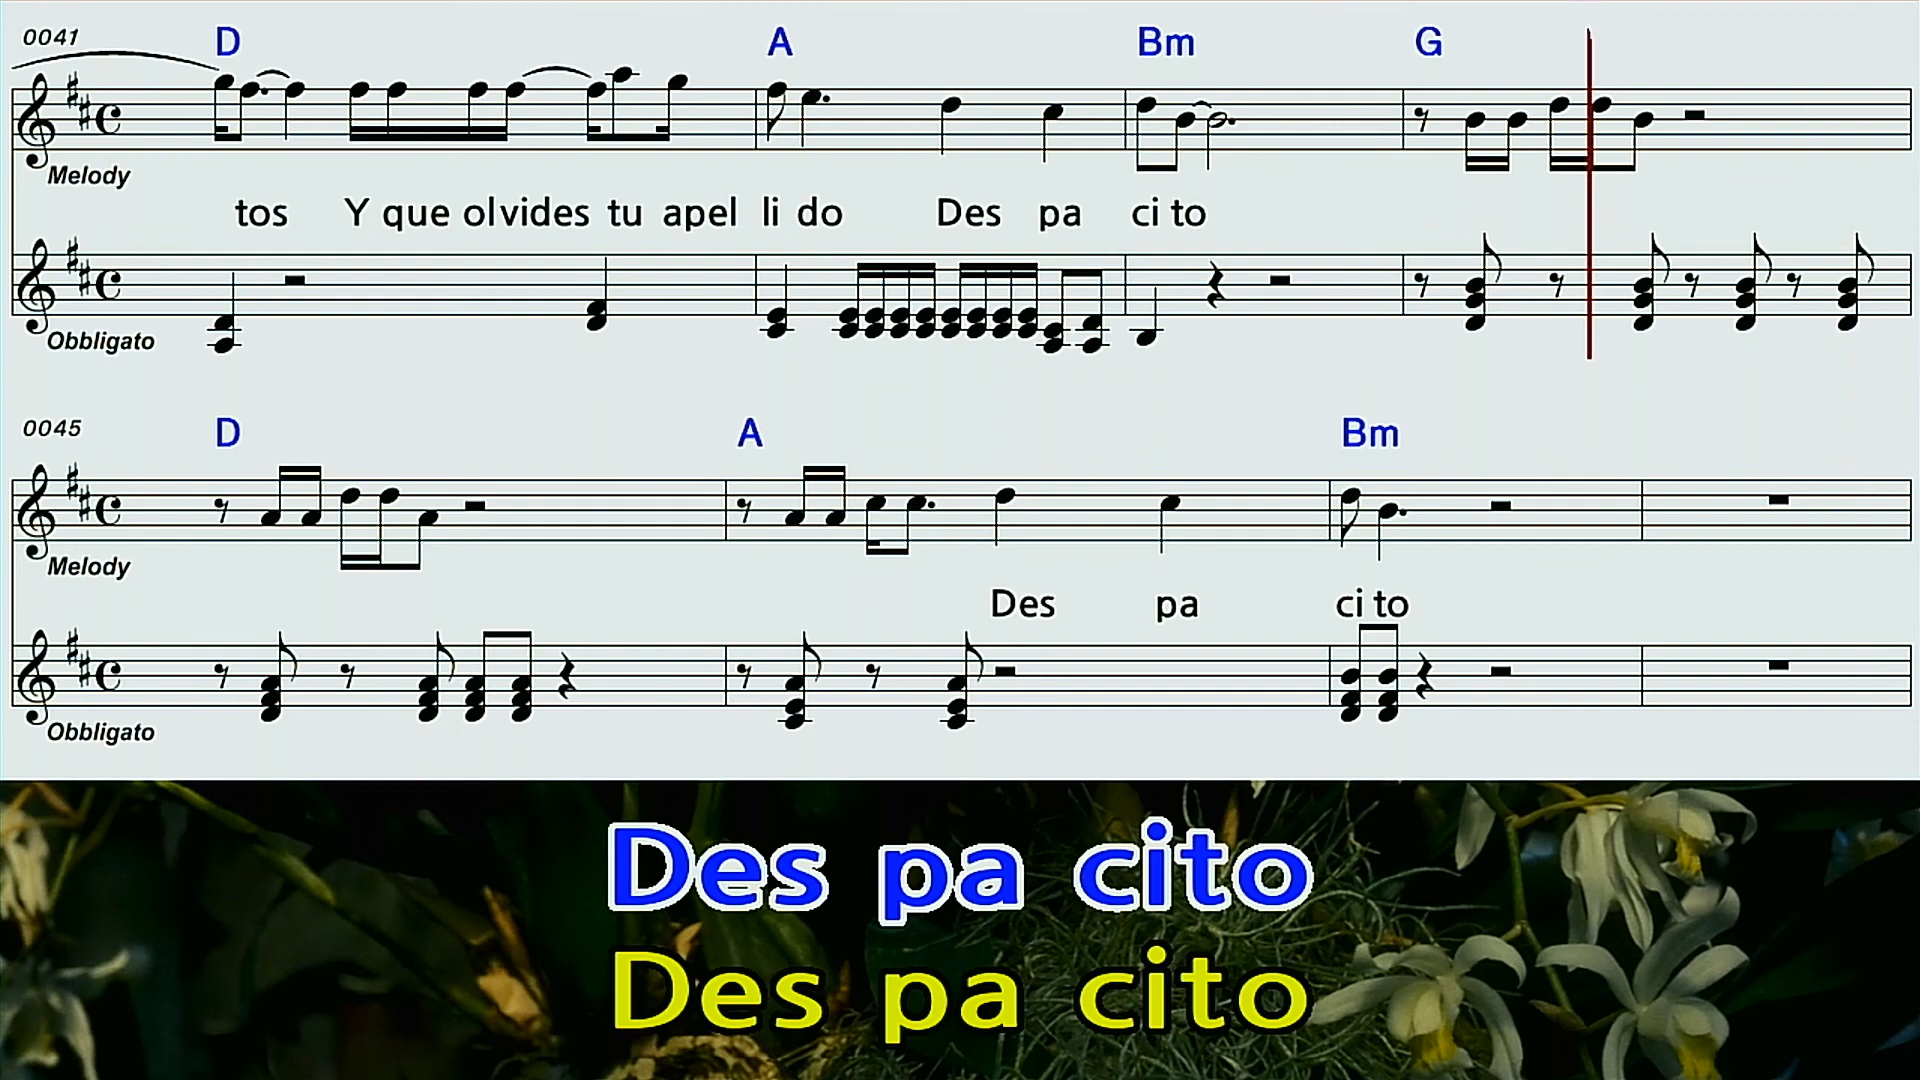 0041 D A Bm G
Melody
tos Y que olvides tu apel li do Des pa ci to
Obbligato
0045 D A Bm
Melody
Des pa ci to
Obbligato
Des pa cito
Des pa cito